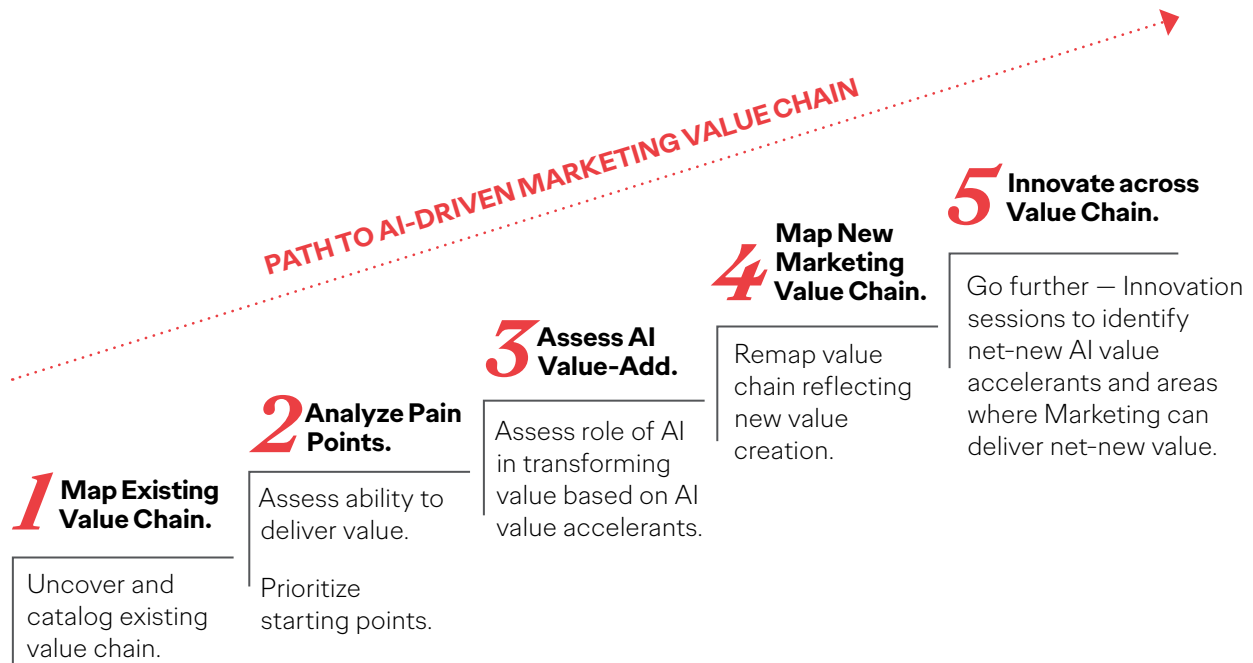 PATH TO AI-DRIVEN MARKETING VALUE CHAIN
1
Map Existing
Value Chain.
Uncover and
catalog existing
value chain.
2
Analyze Pain
Points.
Assess ability to
deliver value.
Prioritize
starting points.
3
Assess AI
Value-Add.
Assess role of AI
in transforming
value based on AI
value accelerants.
4
Map New
Marketing
Value Chain.
Remap value
chain reflecting
new value
creation.
5
Innovate across
Value Chain.
Go further — Innovation
sessions to identify
net-new AI value
accelerants and areas
where Marketing can
deliver net-new value.